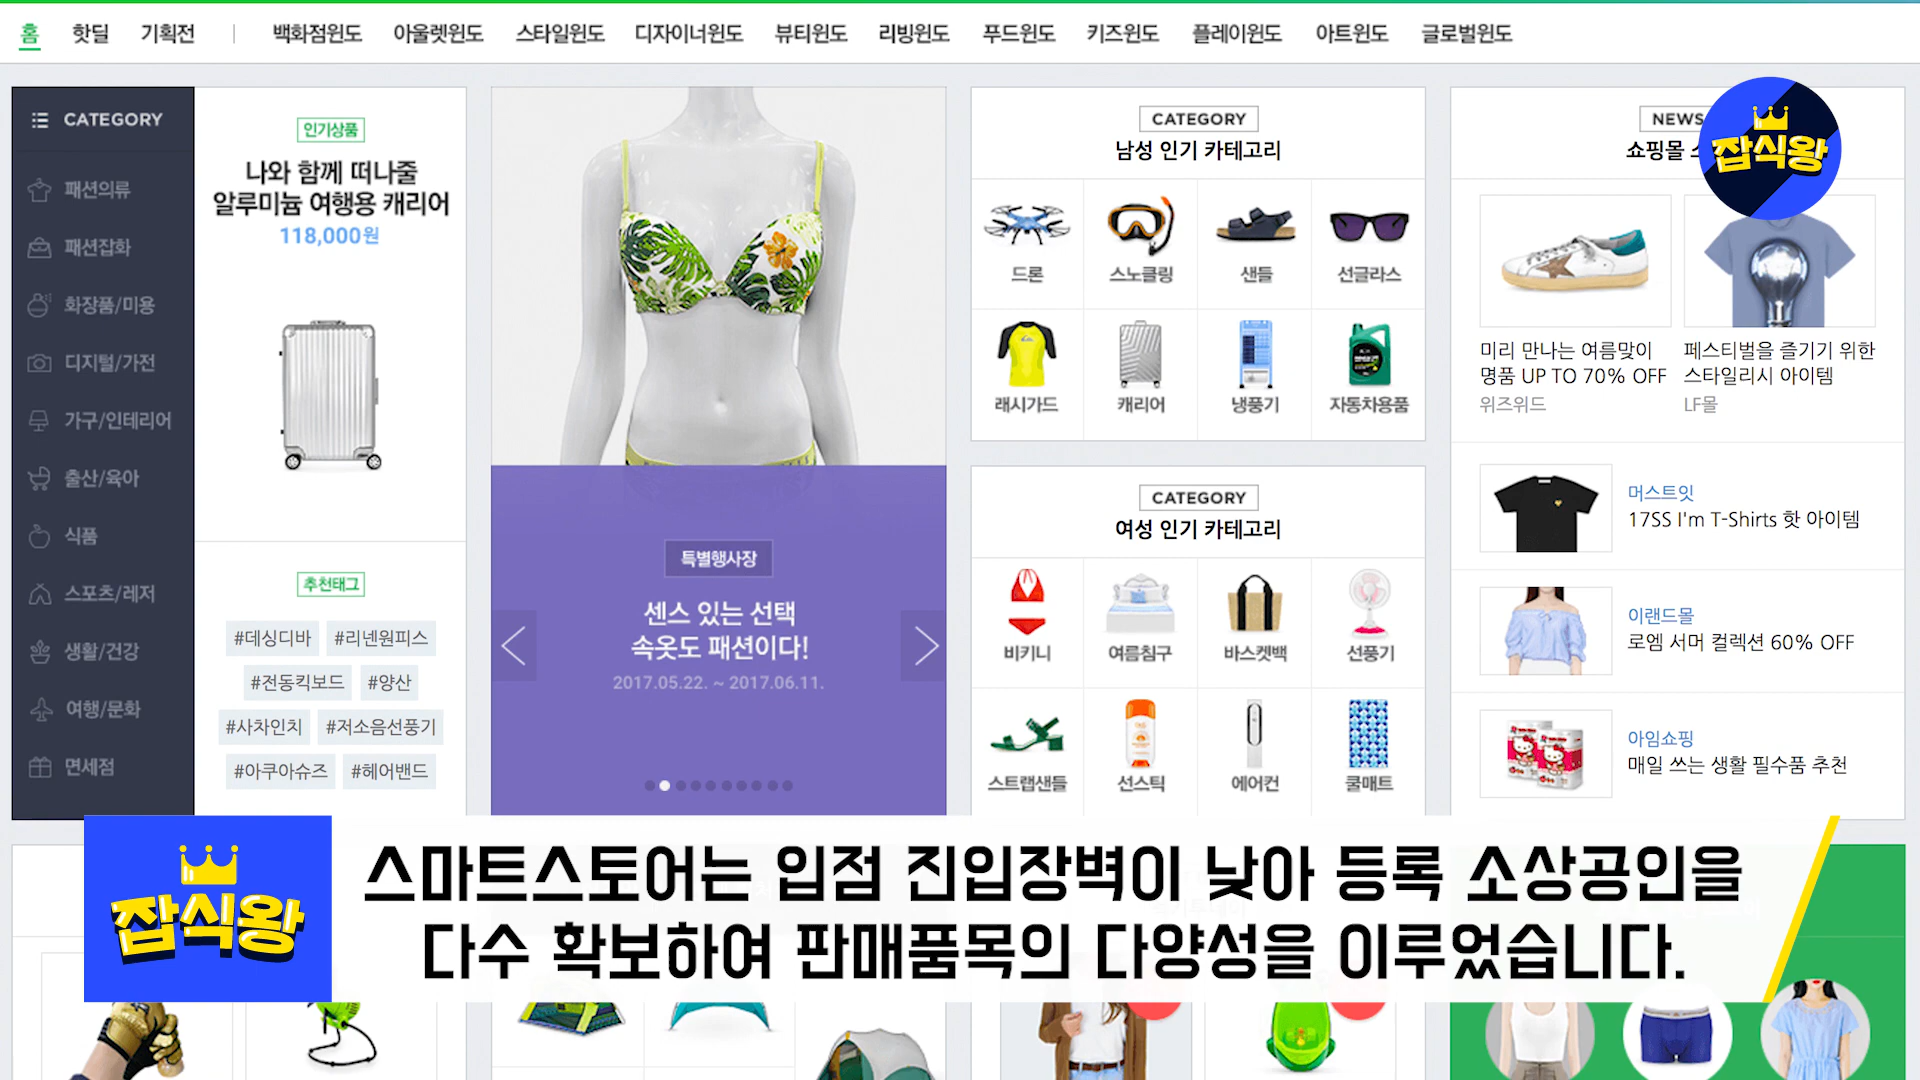 홈 핫딜 기획전 백화점윈도 아울렛윈도 스타일윈도 디자이너윈도 뷰티윈도 리빙윈도 푸드윈도 키즈윈도 플레이윈도 아트윈도 글로벌윈도
CATEGORY
패션의류
패션잡화
화장품/미용
디지털/가전
가구/인테리어
출산/육아
식품
스포츠/레저
생활/건강
여행/문화
면세점
인기상품
나와 함께 떠나줄
알루미늄 여행용 캐리어
118,000원
추천태그
#데싱디바 #리넨원피스
#전동킥보드 #양산
#사차인치 #저소음선풍기
#아쿠아슈즈 #헤어밴드
특별행사장
센스 있는 선택
속옷도 패션이다!
2017.05.22. ~ 2017.06.11.
CATEGORY
남성 인기 카테고리
드론 스노클링 샌들 선글라스
래시가드 캐리어 냉풍기 자동차용품
CATEGORY
여성 인기 카테고리
비키니 여름침구 바스켓백 선풍기
스트랩샌들 선스틱 에어컨 쿨매트
NEWS
쇼핑몰
잡식왕
미리 만나는 여름맞이
명품 UP TO 70% OFF
위즈위드
페스티벌을 즐기기 위한
스타일리시 아이템
LF몰
머스트잇
17SS I'm T-Shirts 핫 아이템
이랜드몰
로엠 서머 컬렉션 60% OFF
아임쇼핑
매일 쓰는 생활 필수품 추천
잡식왕
스마트스토어는 입점 진입장벽이 낮아 등록 소상공인을
다수 확보하여 판매품목의 다양성을 이루었습니다.